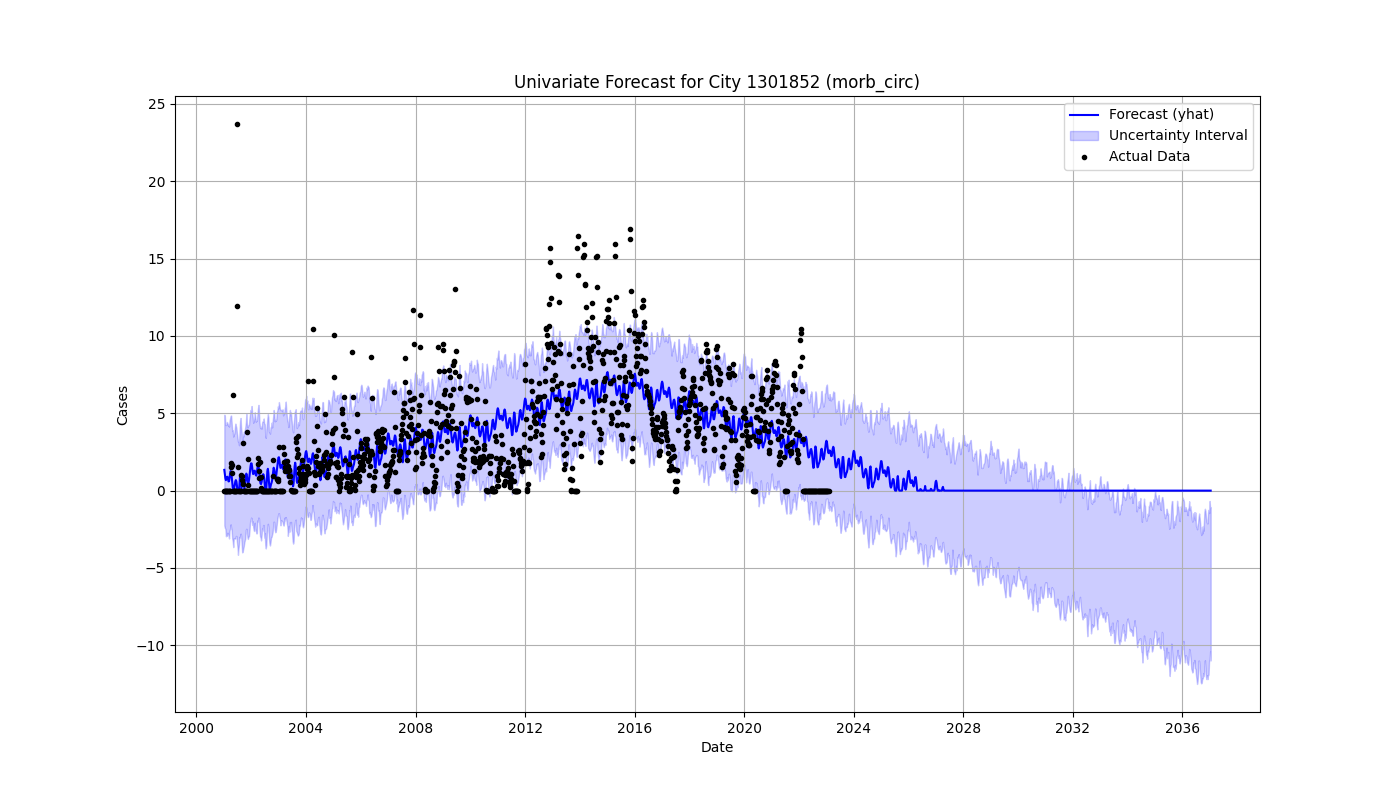 Univariate Forecast for City 1301852 (morb_circ)
Forecast (yhat)
Uncertainty Interval
Actual Data
Cases
25
20
15
10
5
0
−5
−10
2000 2004 2008 2012 2016 2020 2024 2028 2032 2036
Date